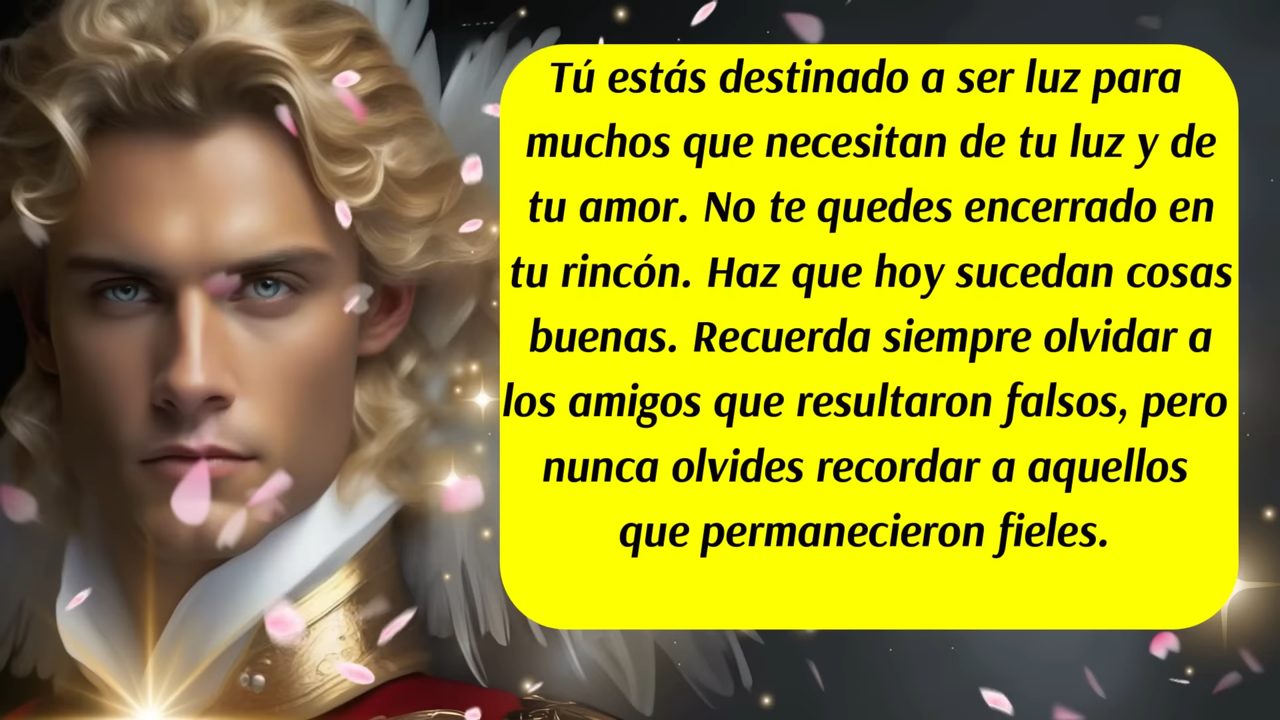 Tú estás destinado a ser luz para
muchos que necesitan de tu luz y de
tu amor. No te quedes encerrado en
tu rincón. Haz que hoy sucedan cosas
buenas. Recuerda siempre olvidar a
los amigos que resultaron falsos, pero
nunca olvides recordar a aquellos
que permanecieron fieles.